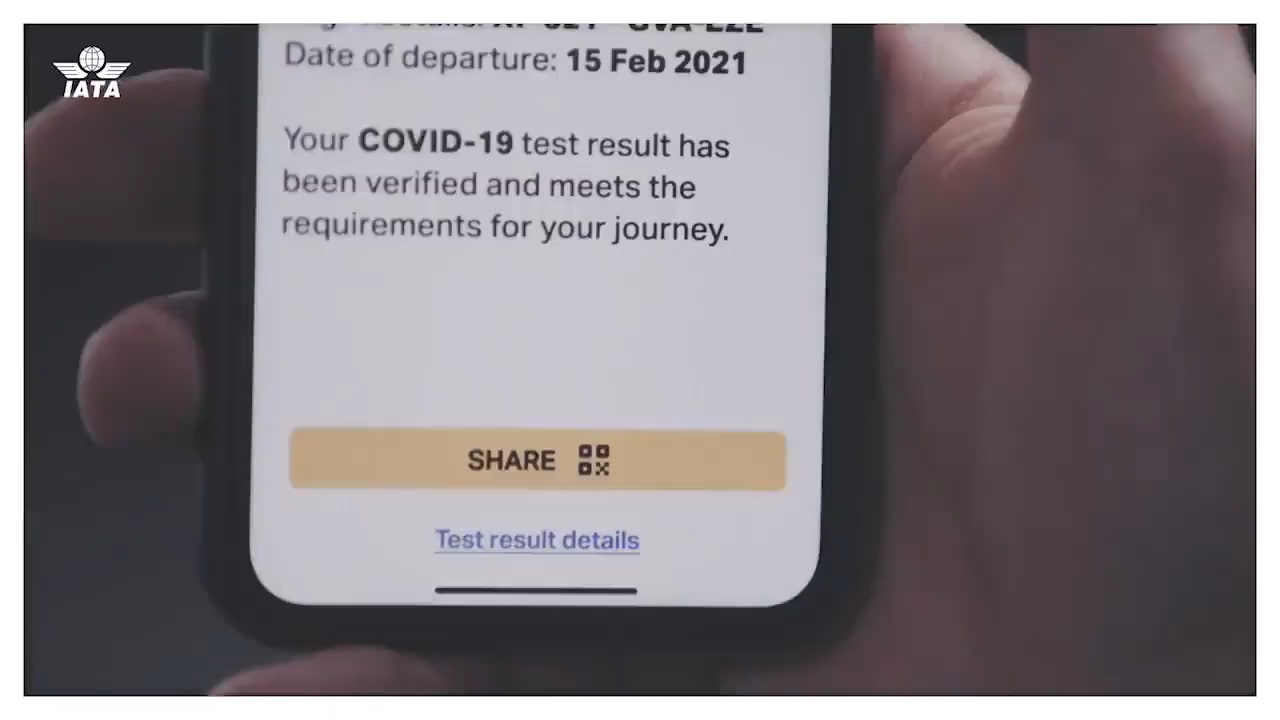 IATA
Date of departure: 15 Feb 2021
Your COVID-19 test result has
been verified and meets the
requirements for your journey.
SHARE
Test result details